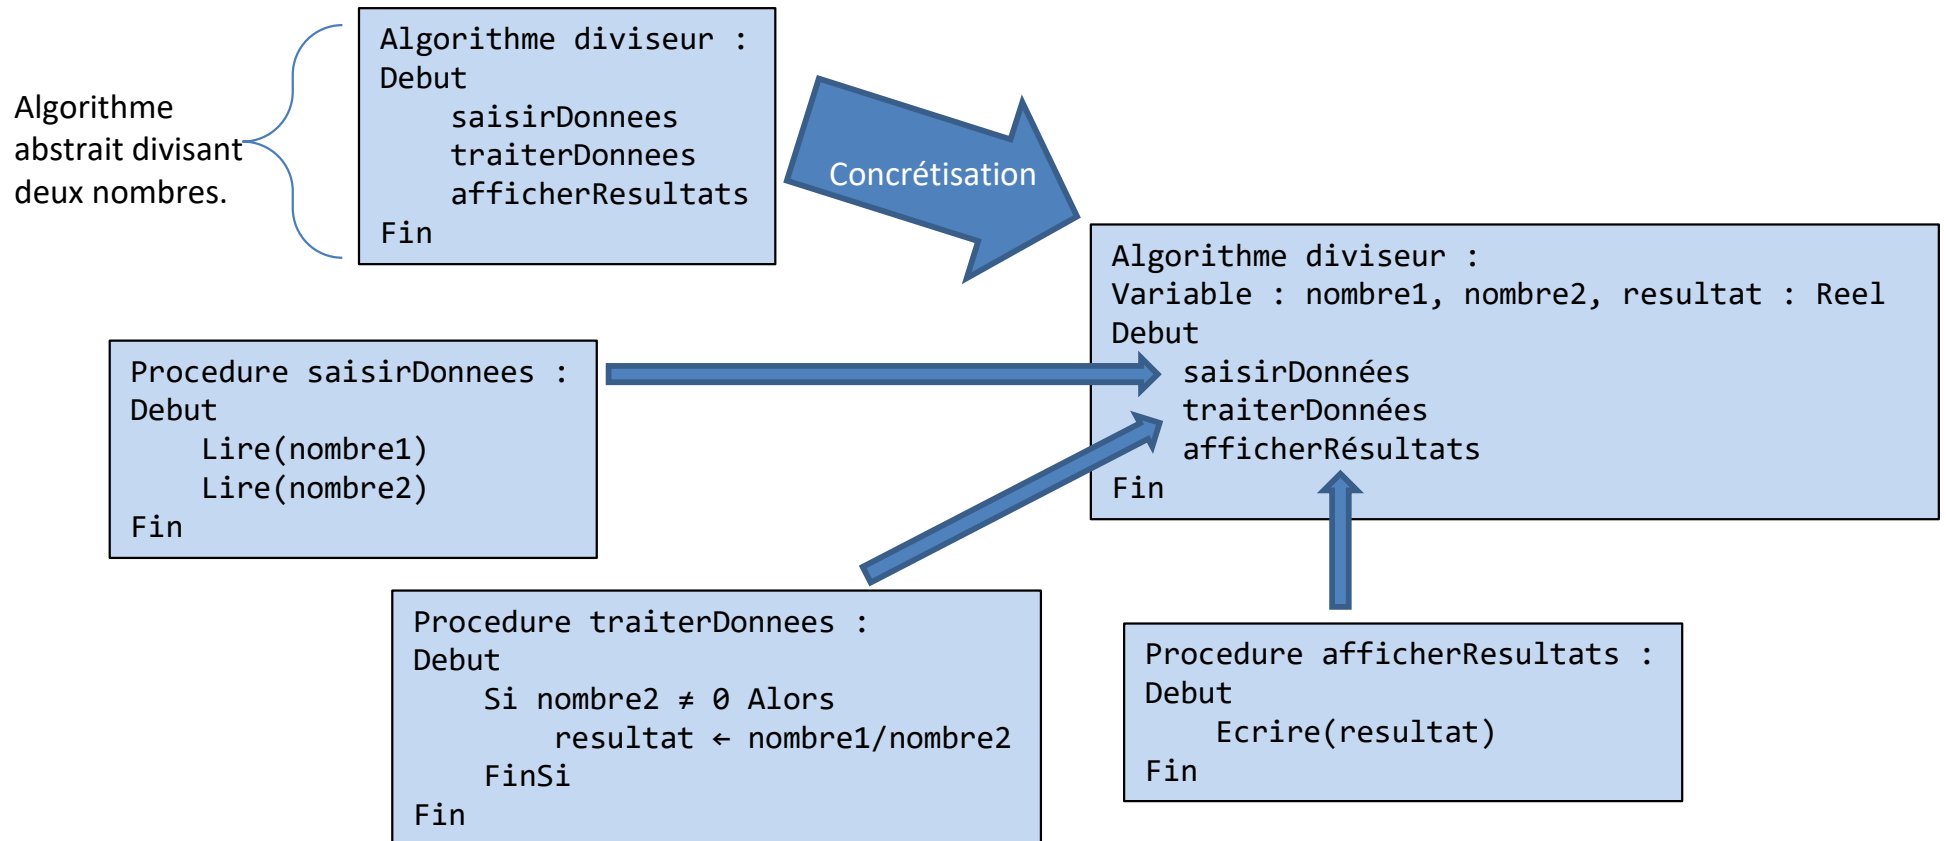 Algorithme
abstrait divisant
deux nombres.
Algorithme diviseur :
Debut
saisirDonnees
traiterDonnees
afficherResultats
Fin
Concrétisation
Algorithme diviseur :
Variable : nombre1, nombre2, resultat : Reel
Debut
saisirDonnées
traiterDonnées
afficherRésultats
Fin
Procedure saisirDonnees :
Debut
Lire(nombre1)
Lire(nombre2)
Fin
Procedure traiterDonnees :
Debut
Si nombre2 ≠ 0 Alors
resultat ← nombre1/nombre2
FinSi
Fin
Procedure afficherResultats :
Debut
Ecrire(resultat)
Fin